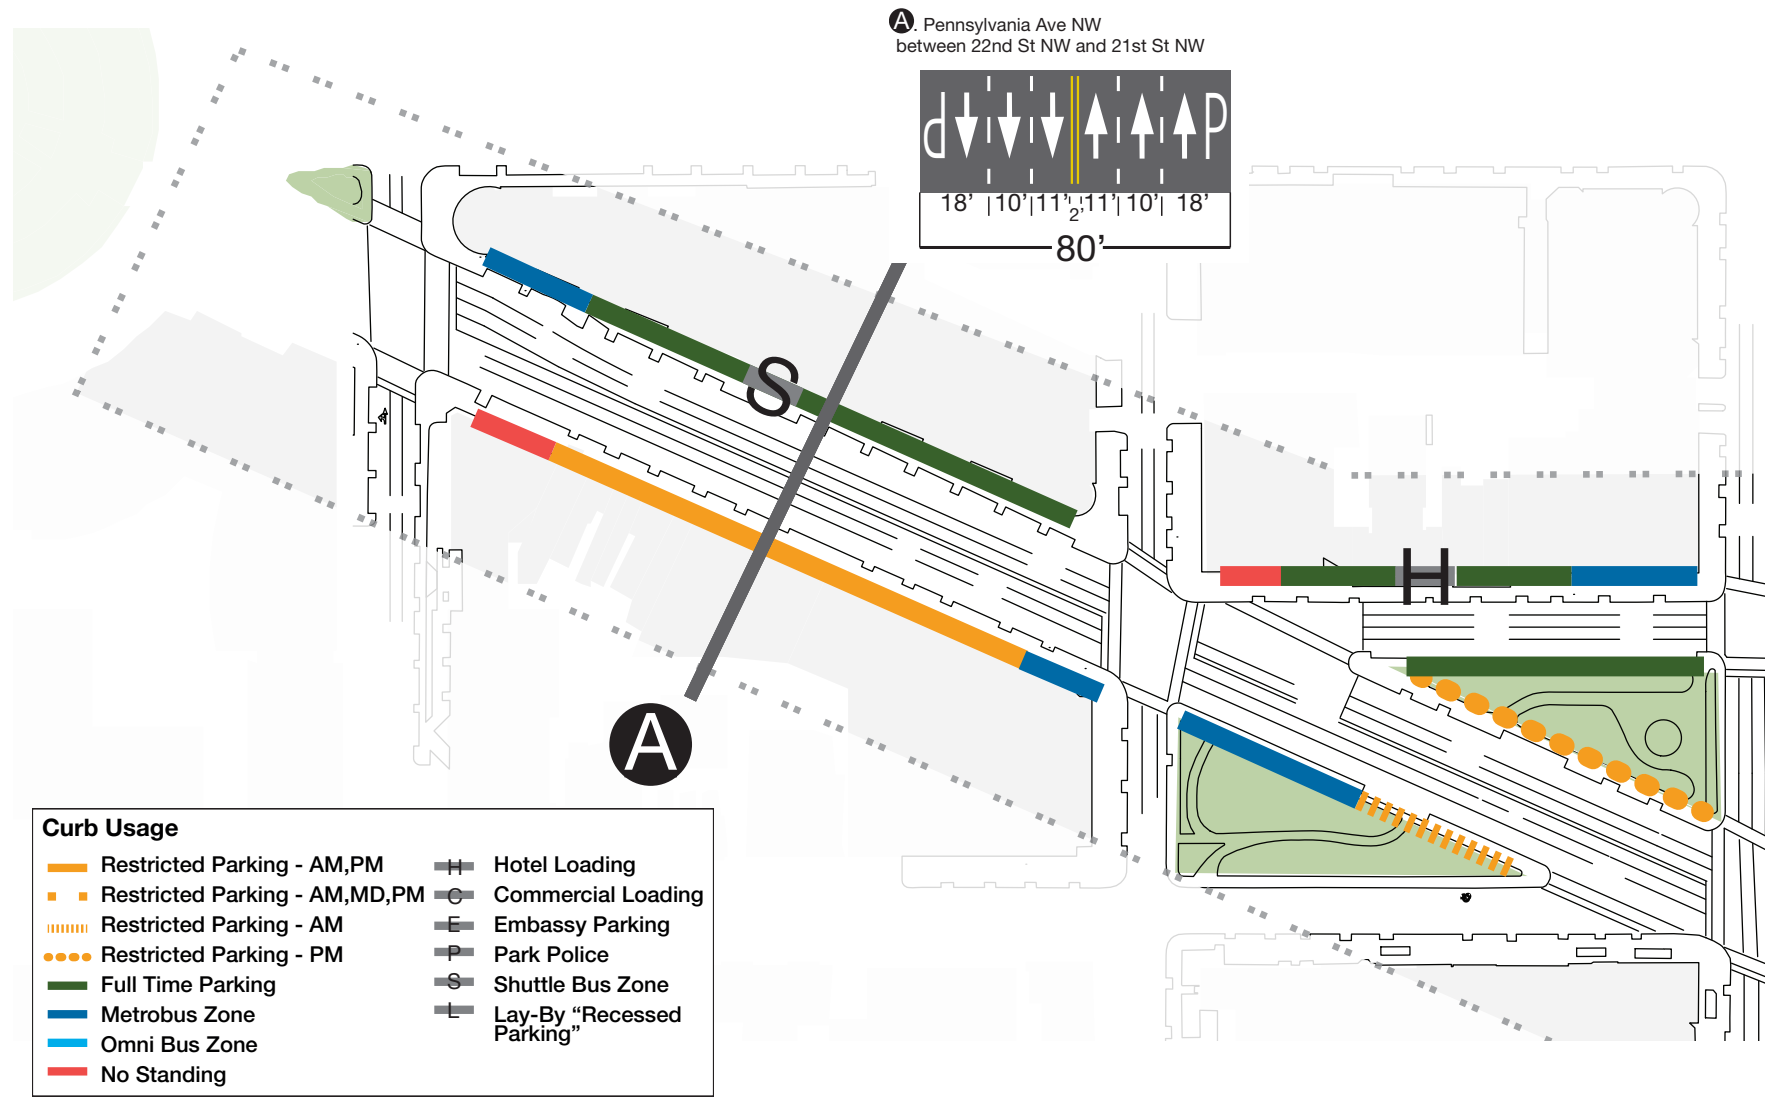 A. Pennsylvania Ave NW
between 22nd St NW and 21st St NW
P P
18' 10' 11' 2' 11' 10' 18'
80'
S
H
A
Curb Usage
Restricted Parking - AM,PM
Restricted Parking - AM,MD,PM
Restricted Parking - AM
Restricted Parking - PM
Full Time Parking
Metrobus Zone
Omni Bus Zone
No Standing
H Hotel Loading
C Commercial Loading
E Embassy Parking
P Park Police
S Shuttle Bus Zone
L Lay-By “Recessed
Parking”